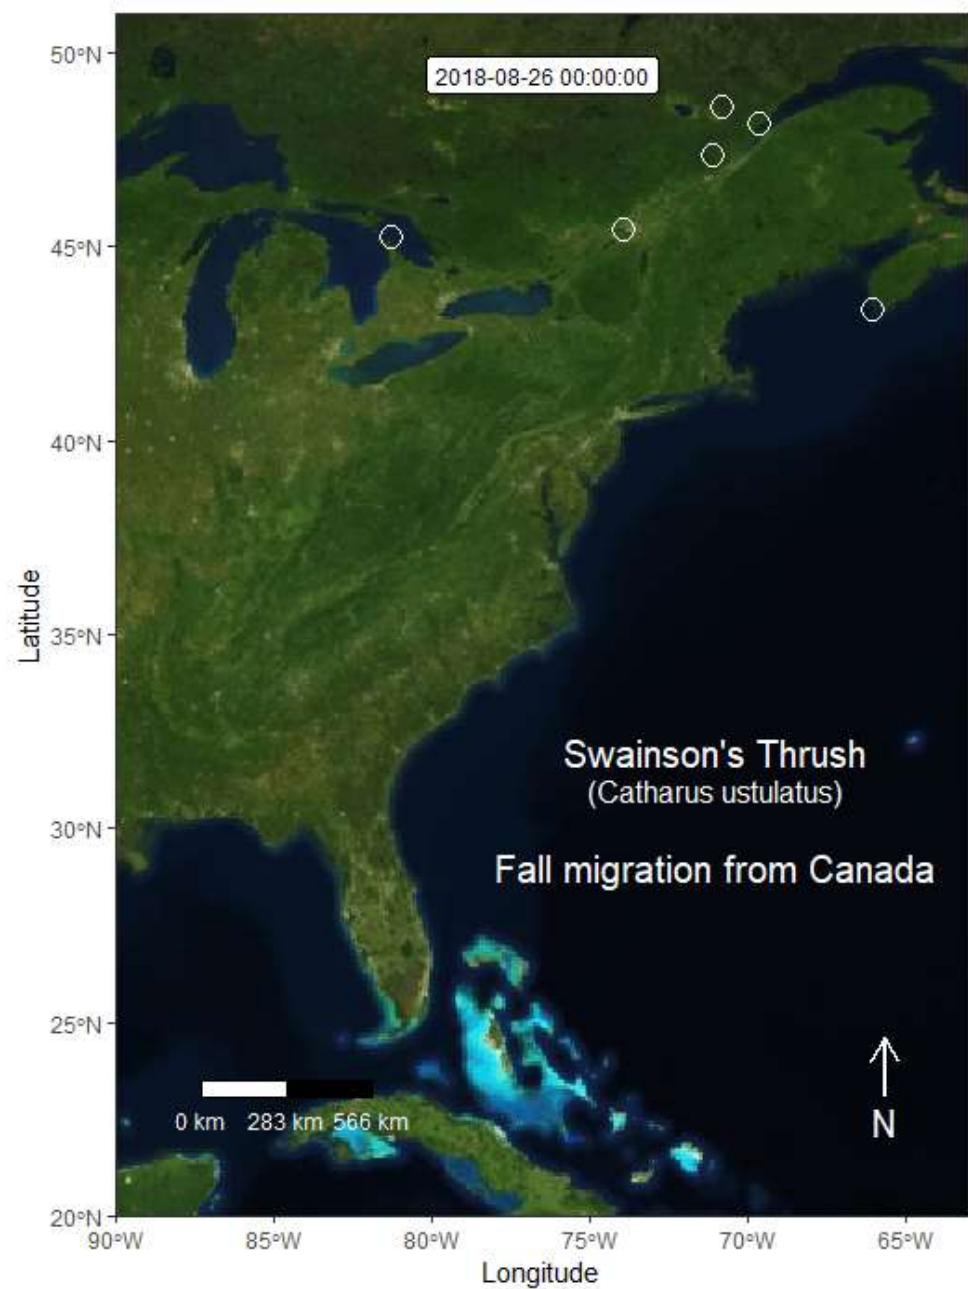 50°N
2018-08-26 00:00:00
45°N
40°N
Latitude
35°N
Swainson's Thrush
(Catharus ustulatus)
30°N
Fall migration from Canada
25°N
0 km 283 km 566 km
N
20°N
90°W 85°W 80°W 75°W 70°W 65°W
Longitude